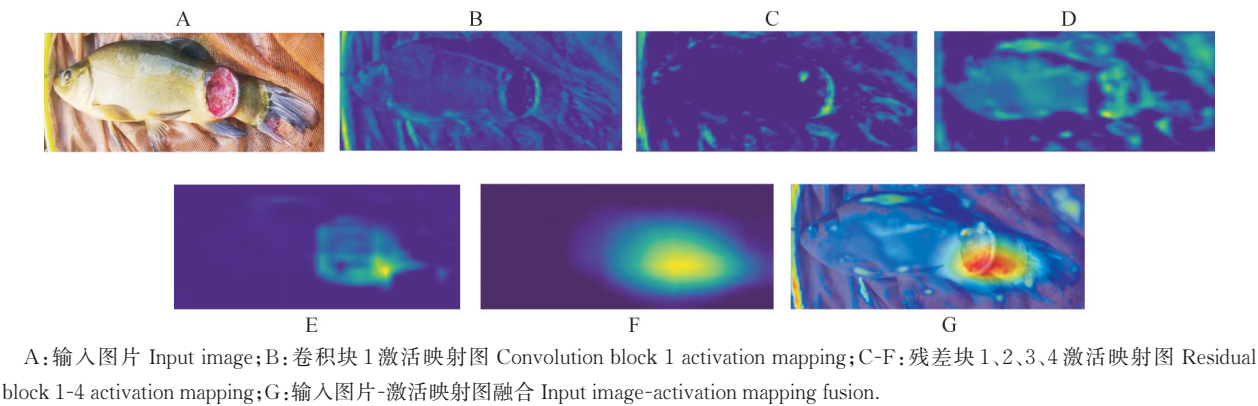 A
B
C
D
E
F
G
A:输入图片 Input image;B:卷积块1激活映射图 Convolution block 1 activation mapping;C-F:残差块1、2、3、4激活映射图 Residual
block 1-4 activation mapping;G:输入图片-激活映射图融合 Input image-activation mapping fusion.